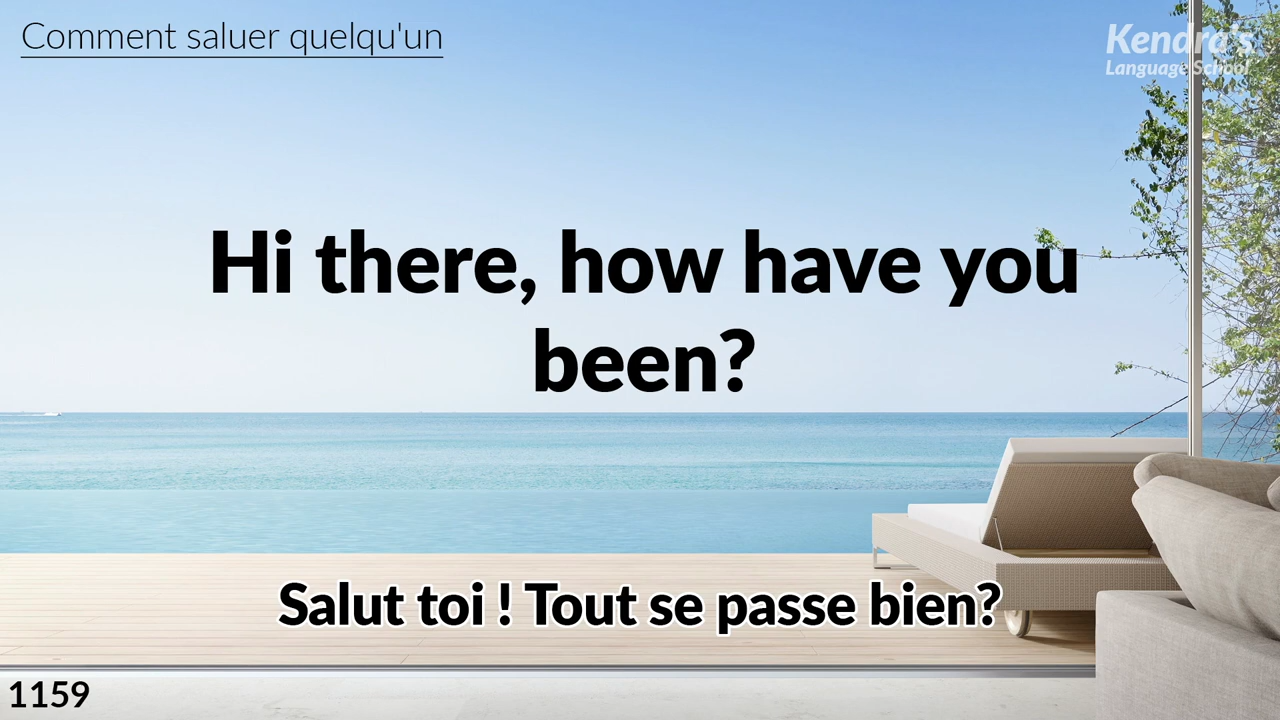 Comment saluer quelqu'un
Kendra's
Language School
Hi there, how have you
been?
Salut toi ! Tout se passe bien?
1159